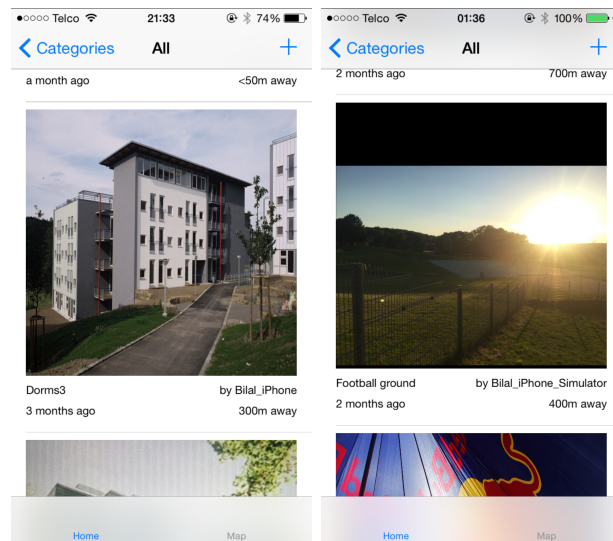 Telco 21:33 74%
Categories All +
a month ago <50m away
Dorms3 by Bilal_iPhone
3 months ago 300m away
Home Map
Telco 01:36 100%
Categories All +
2 months ago 700m away
Football ground by Bilal_iPhone_Simulator
2 months ago 400m away
Home Map